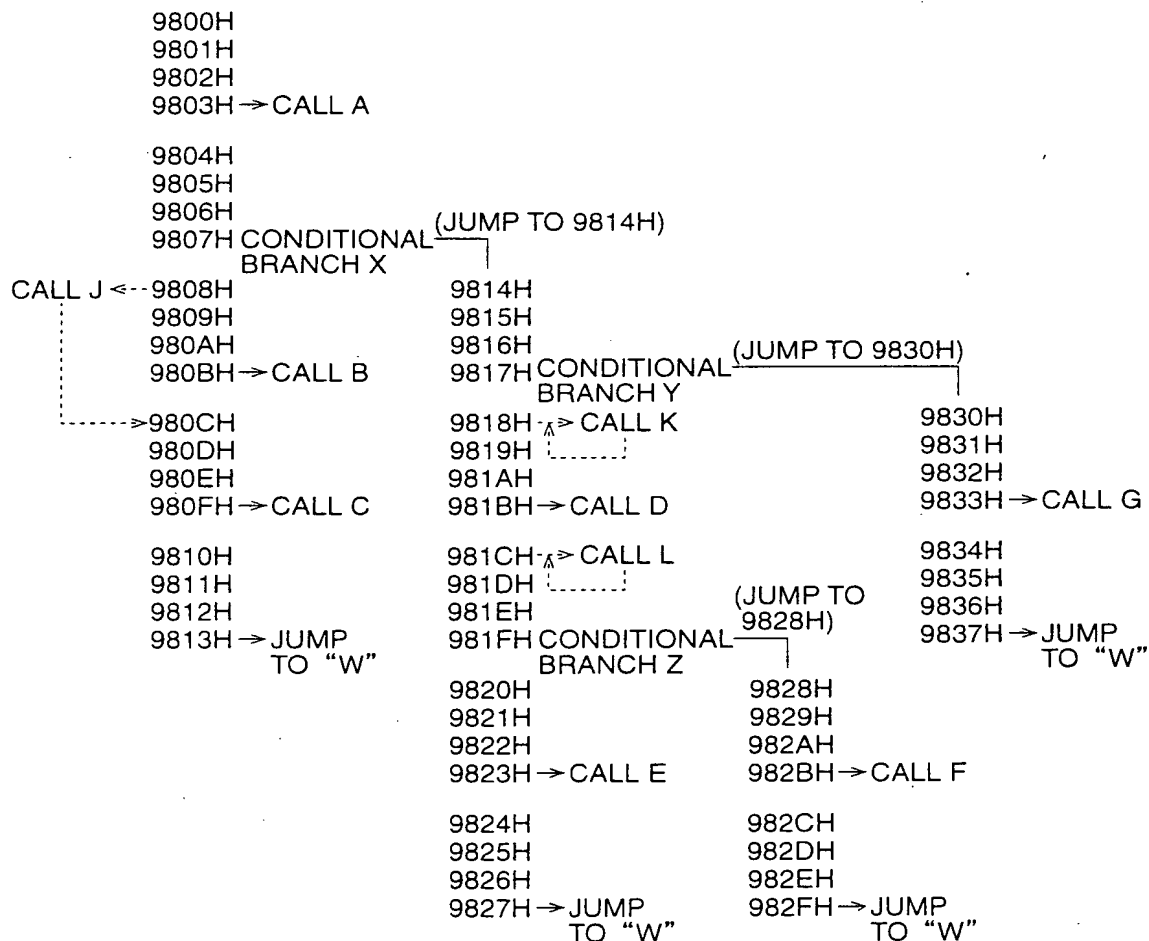 9800H
9801H
9802H
9803H → CALL A
9804H
9805H
9806H
9807H CONDITIONAL BRANCH X
(JUMP TO 9814H)
CALL J
9808H
9809H
980AH
980BH → CALL B
980CH
980DH
980EH
980FH → CALL C
9810H
9811H
9812H
9813H → JUMP
TO "W"
9814H
9815H
9816H
9817H CONDITIONAL
BRANCH Y
(JUMP TO 9830H)
9818H CALL K
9819H
981AH
981BH → CALL D
981CH CALL L
981DH
981EH
981FH CONDITIONAL
BRANCH Z
(JUMP TO
9828H)
9820H
9821H
9822H
9823H → CALL E
9824H
9825H
9826H
9827H → JUMP
TO "W"
9828H
9829H
982AH
982BH → CALL F
982CH
982DH
982EH
982FH → JUMP
TO "W"
9830H
9831H
9832H
9833H → CALL G
9834H
9835H
9836H
9837H → JUMP
TO "W"